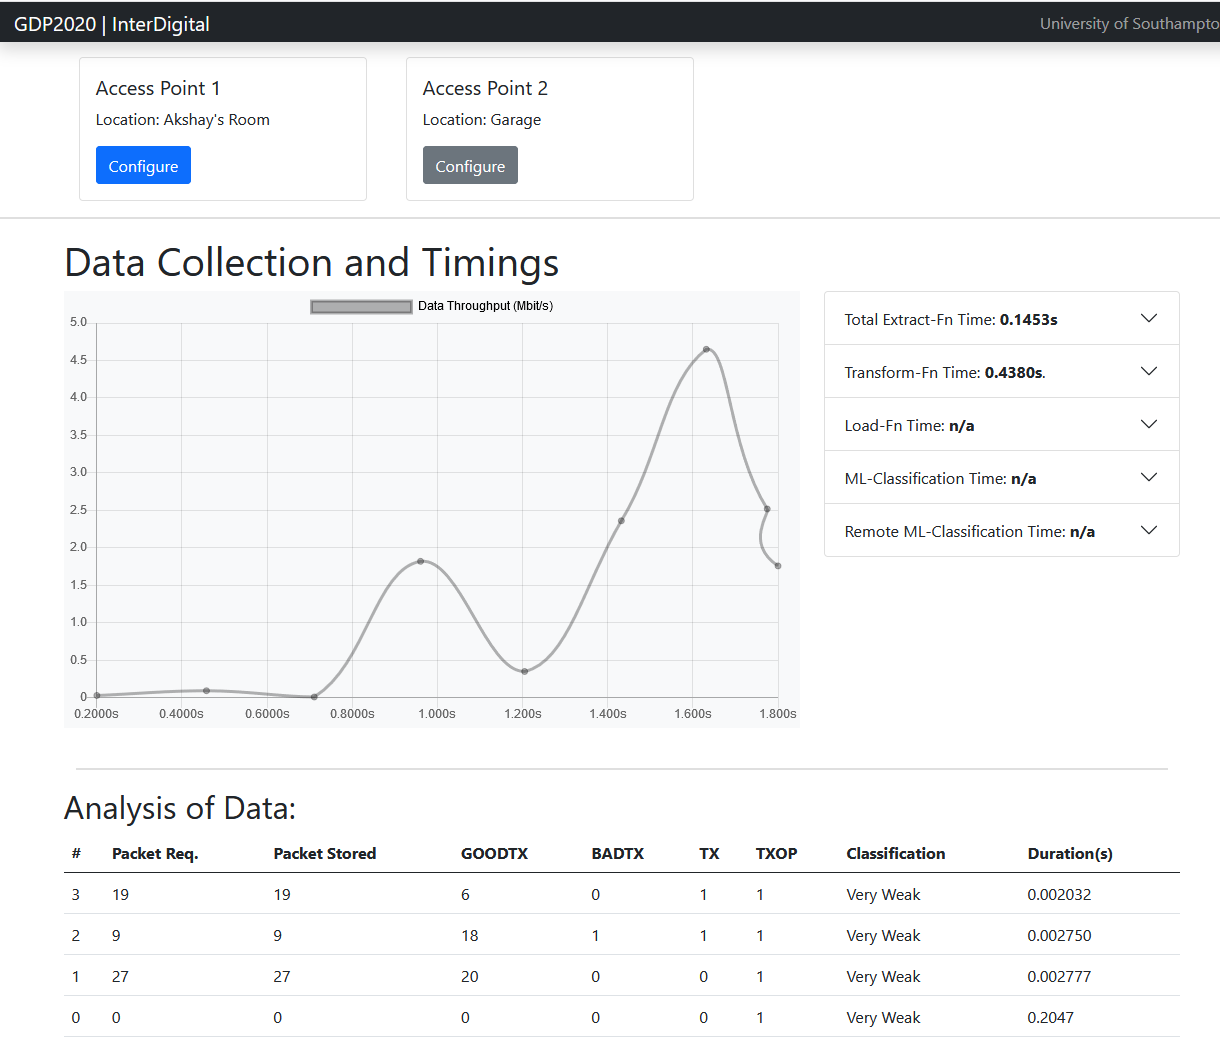 GDP2020 | InterDigital
University of Southampto
Access Point 1
Location: Akshay's Room
Configure
Access Point 2
Location: Garage
Configure
Data Collection and Timings
Data Throughput (Mbit/s)
5.0
4.5
4.0
3.5
3.0
2.5
2.0
1.5
1.0
0.5
0
0.2000s 0.4000s 0.6000s 0.8000s 1.000s 1.200s 1.400s 1.600s 1.800s
Total Extract-Fn Time: 0.1453s
Transform-Fn Time: 0.4380s.
Load-Fn Time: n/a
ML-Classification Time: n/a
Remote ML-Classification Time: n/a
Analysis of Data:
# Packet Req. Packet Stored GOODTX BADTX TX TXOP Classification Duration(s)
3 19 19 6 0 1 1 Very Weak 0.002032
2 9 9 18 1 1 1 Very Weak 0.002750
1 27 27 20 0 0 1 Very Weak 0.002777
0 0 0 0 0 0 1 Very Weak 0.2047